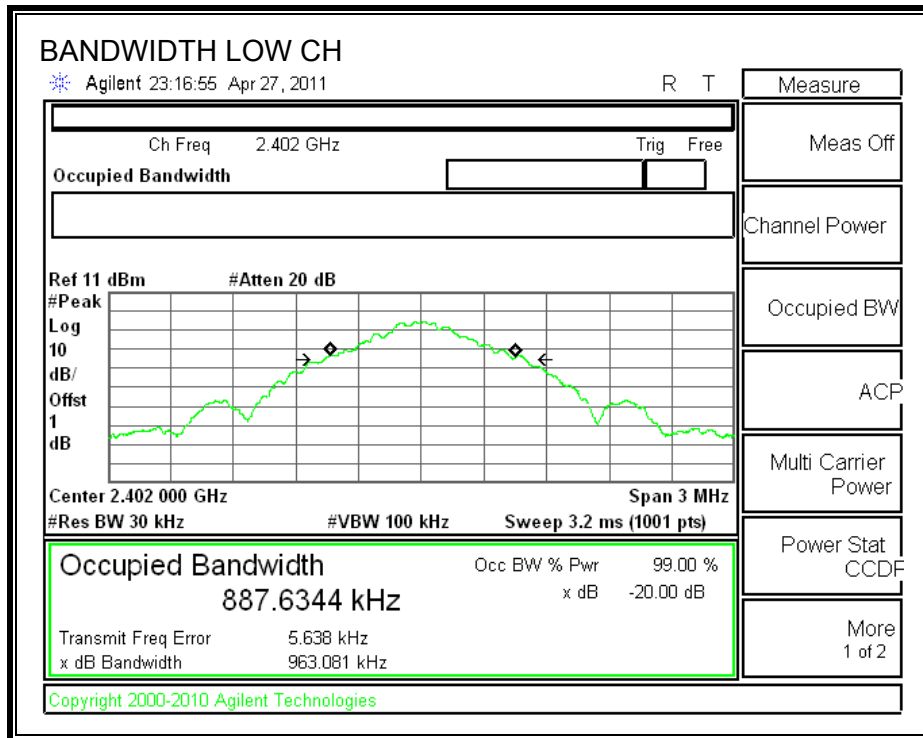 BANDWIDTH LOW CH
Agilent 23:16:55 Apr 27, 2011 R T
Measure
Ch Freq 2.402 GHz Trig Free
Meas Off
Occupied Bandwidth
Channel Power
Ref 11 dBm #Atten 20 dB
#Peak
Log
10
dB/
Offst
1
dB
Occupied BW
ACP
Multi Carrier
Power
Center 2.402 000 GHz Span 3 MHz
#Res BW 30 kHz #VBW 100 kHz Sweep 3.2 ms (1001 pts)
Power Stat
CCDF
Occupied Bandwidth Occ BW % Pwr 99.00 %
887.6344 kHz x dB -20.00 dB
Transmit Freq Error 5.638 kHz
x dB Bandwidth 963.081 kHz
More
1 of 2
Copyright 2000-2010 Agilent Technologies